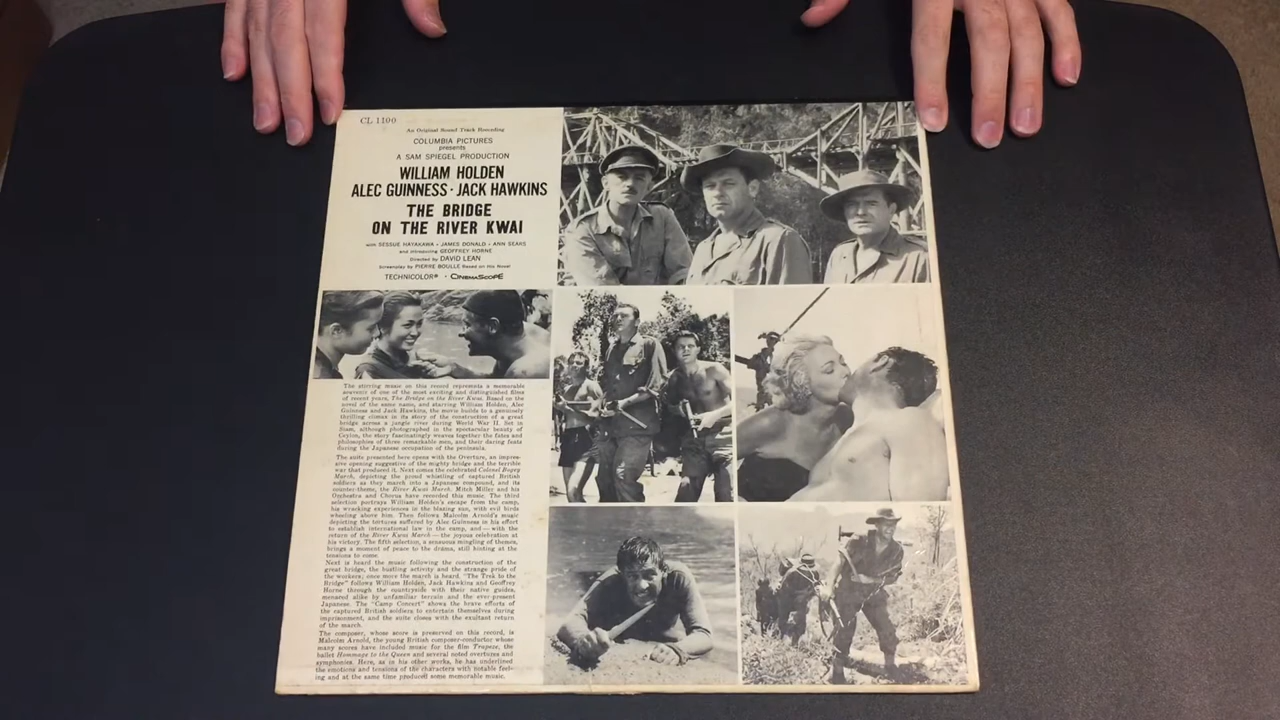 CL 1100
An Original Sound Track Recording
COLUMBIA PICTURES
presents
A SAM SPIEGEL PRODUCTION
WILLIAM HOLDEN
ALEC GUINNESS · JACK HAWKINS
THE BRIDGE
ON THE RIVER KWAI
with SESSUE HAYAKAWA · JAMES DONALD · ANN SEARS
and introducing GEOFFREY HORNE
Directed by DAVID LEAN
Screenplay by PIERRE BOULLE Based on His Novel
TECHNICOLOR® · CINEMASCOPE
The stirring music on this record represents a memorable
souvenir of one of the most exciting and distinguished films
of recent years, The Bridge on the River Kwai. Based on the
novel of the same name, and starring William Holden, Alec
Guinness and Jack Hawkins, the movie builds to a genuinely
thrilling climax in its story of the construction of a great
bridge across a jungle river during World War II. Set in
Siam, although photographed in the spectacular beauty of
Ceylon, the story fascinatingly weaves together the fates and
philosophies of three remarkable men, and their daring feats
during the Japanese occupation of the peninsula.
The suite presented here opens with the Overture, an impres-
sive opening suggestive of the mighty bridge and the terrible
war that produced it. Next comes the celebrated Colonel Bogey
March, depicting the proud whistling of captured British
soldiers as they march into a Japanese compound, and its
counter-theme, the River Kwai March. Mitch Miller and his
Orchestra and Chorus have recorded this music. The third
selection portrays William Holden's escape from the camp,
his wracking experiences in the blazing sun, with evil birds
wheeling above him. Then follows Malcolm Arnold's music
depicting the tortures suffered by Alec Guinness in his effort
to establish international law in the camp, and—with the
return of the River Kwai March—the joyous celebration at
his victory. The fifth selection, a sensuous mingling of themes,
brings a moment of peace to the drama, still hinting at the
tensions to come.
Next is heard the music following the construction of the
great bridge, the bustling activity and the strange pride of
the workers; once more the march is heard. "The Trek to the
Bridge" follows William Holden, Jack Hawkins and Geoffrey
Horne through the countryside with their native guides,
menaced alike by unfamiliar terrain and the ever-present
Japanese. The "Camp Concert" shows the brave efforts of
the captured British soldiers to entertain themselves during
imprisonment, and the suite closes with the exultant return
of the march.
The composer, whose score is preserved on this record, is
Malcolm Arnold, the young British composer-conductor whose
many scores have included music for the film Trapeze, the
ballet Hommage to the Queen and several noted overtures and
symphonies. Here, as in his other works, he has underlined
the emotions and tensions of the characters with notable feel-
ing and at the same time produced some memorable music.